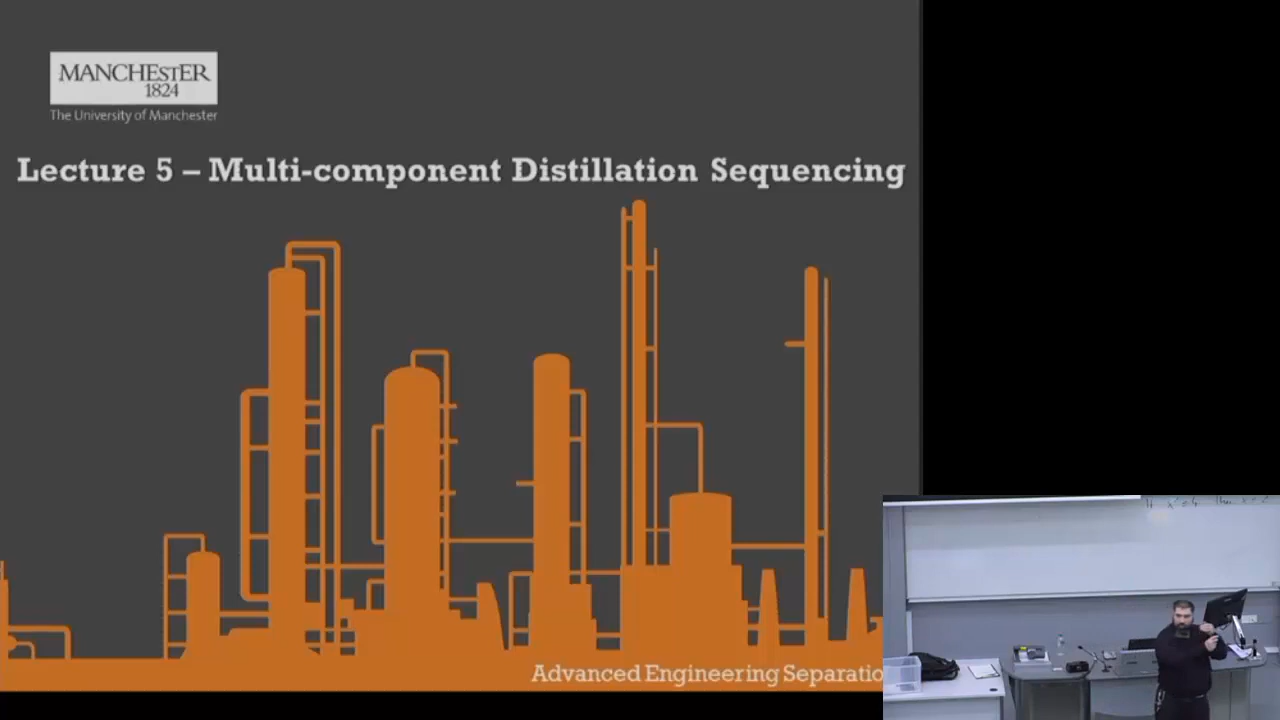 MANCHESTER
1824
The University of Manchester
Lecture 5 – Multi-component Distillation Sequencing
Advanced Engineering Separatio